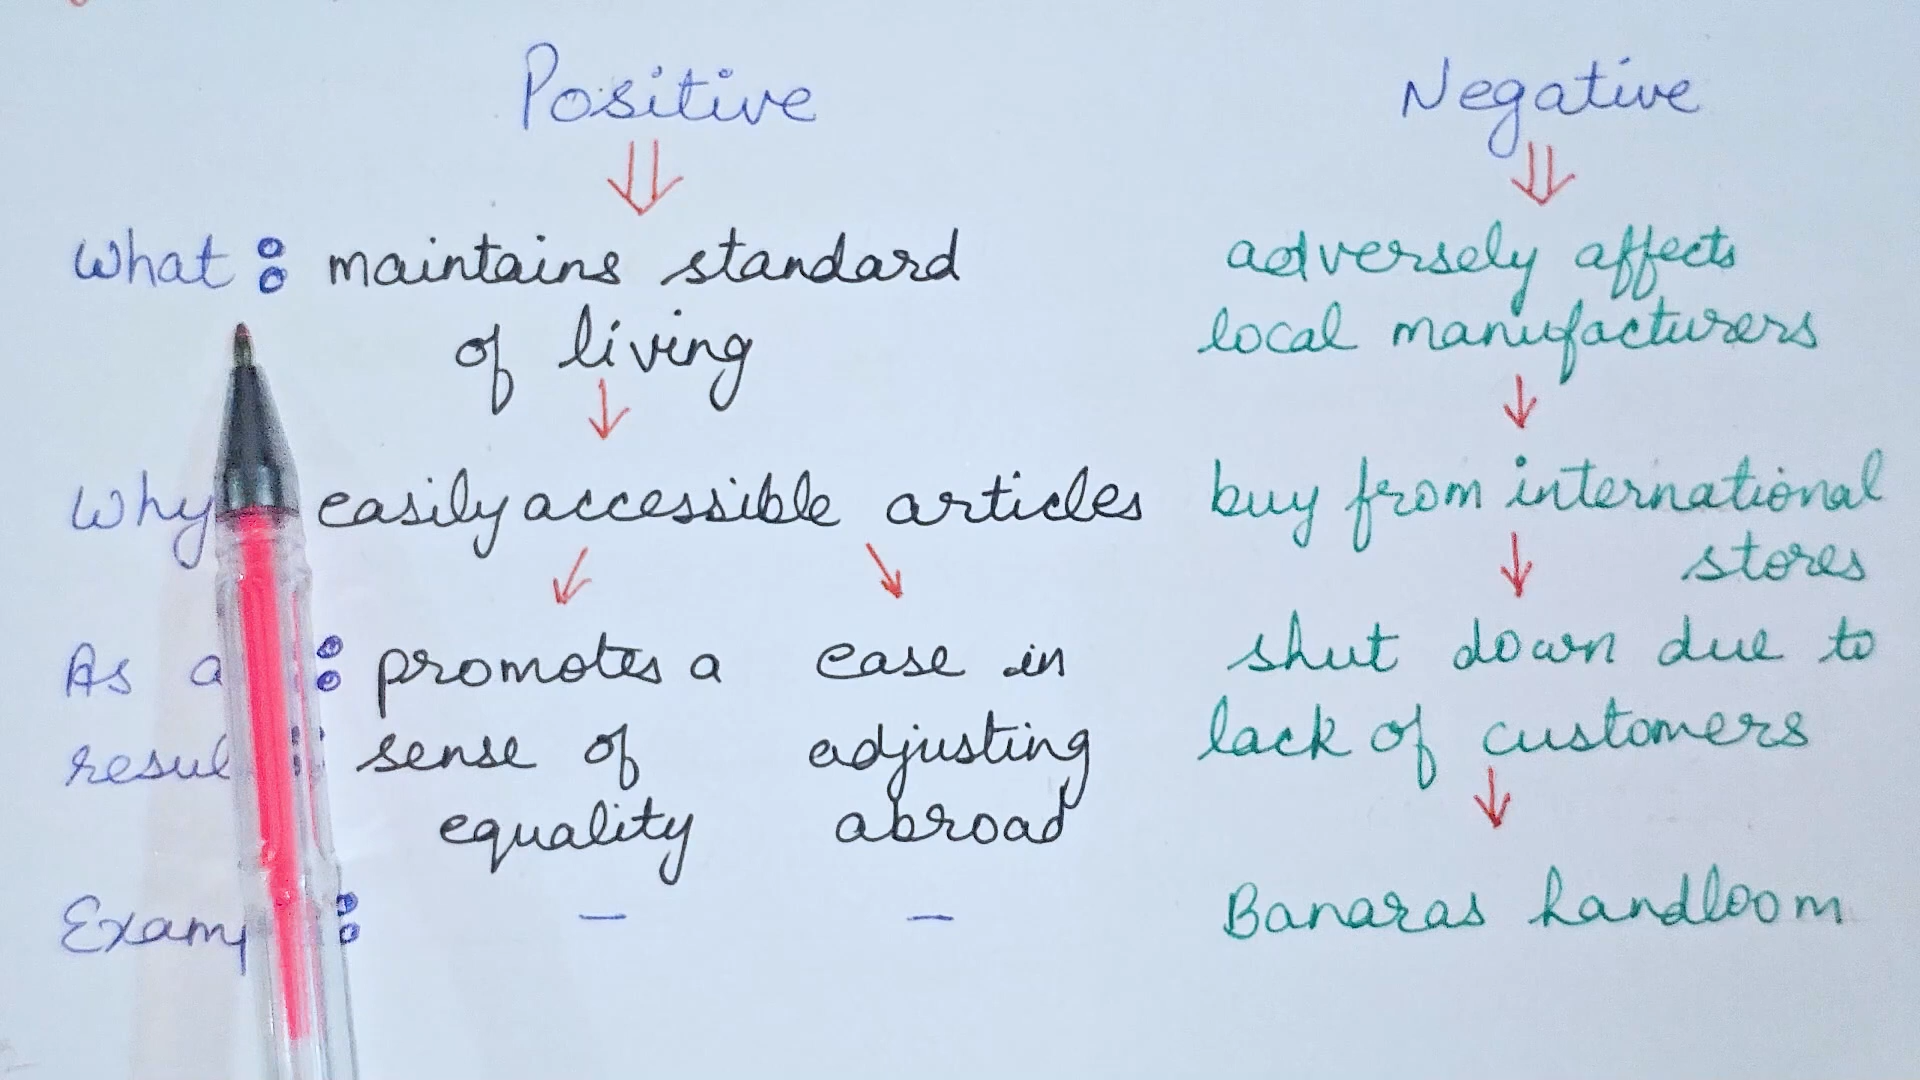 Positive Negative
What : maintains standard adversely affects
of living local manufacturers
Why easily accessible articles buy from international
stores
As a : promotes a ease in shut down due to
sense of adjusting lack of customers
equality abroad
: – – Banaras handloom